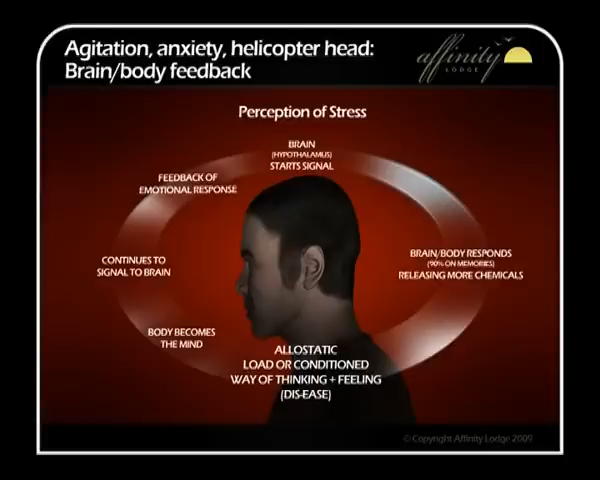 Agitation, anxiety, helicopter head:
Brain/body feedback
affinity
LODGE
Perception of Stress
BRAIN
(HYPOTHALAMUS)
STARTS SIGNAL
FEEDBACK OF
EMOTIONAL RESPONSE
BRAIN/BODY RESPONDS
(90% ON MEMORIES)
RELEASING MORE CHEMICALS
CONTINUES TO
SIGNAL TO BRAIN
BODY BECOMES
THE MIND
ALLOSTATIC
LOAD OR CONDITIONED
WAY OF THINKING + FEELING
(DIS-EASE)
© Copyright Affinity Lodge 2009